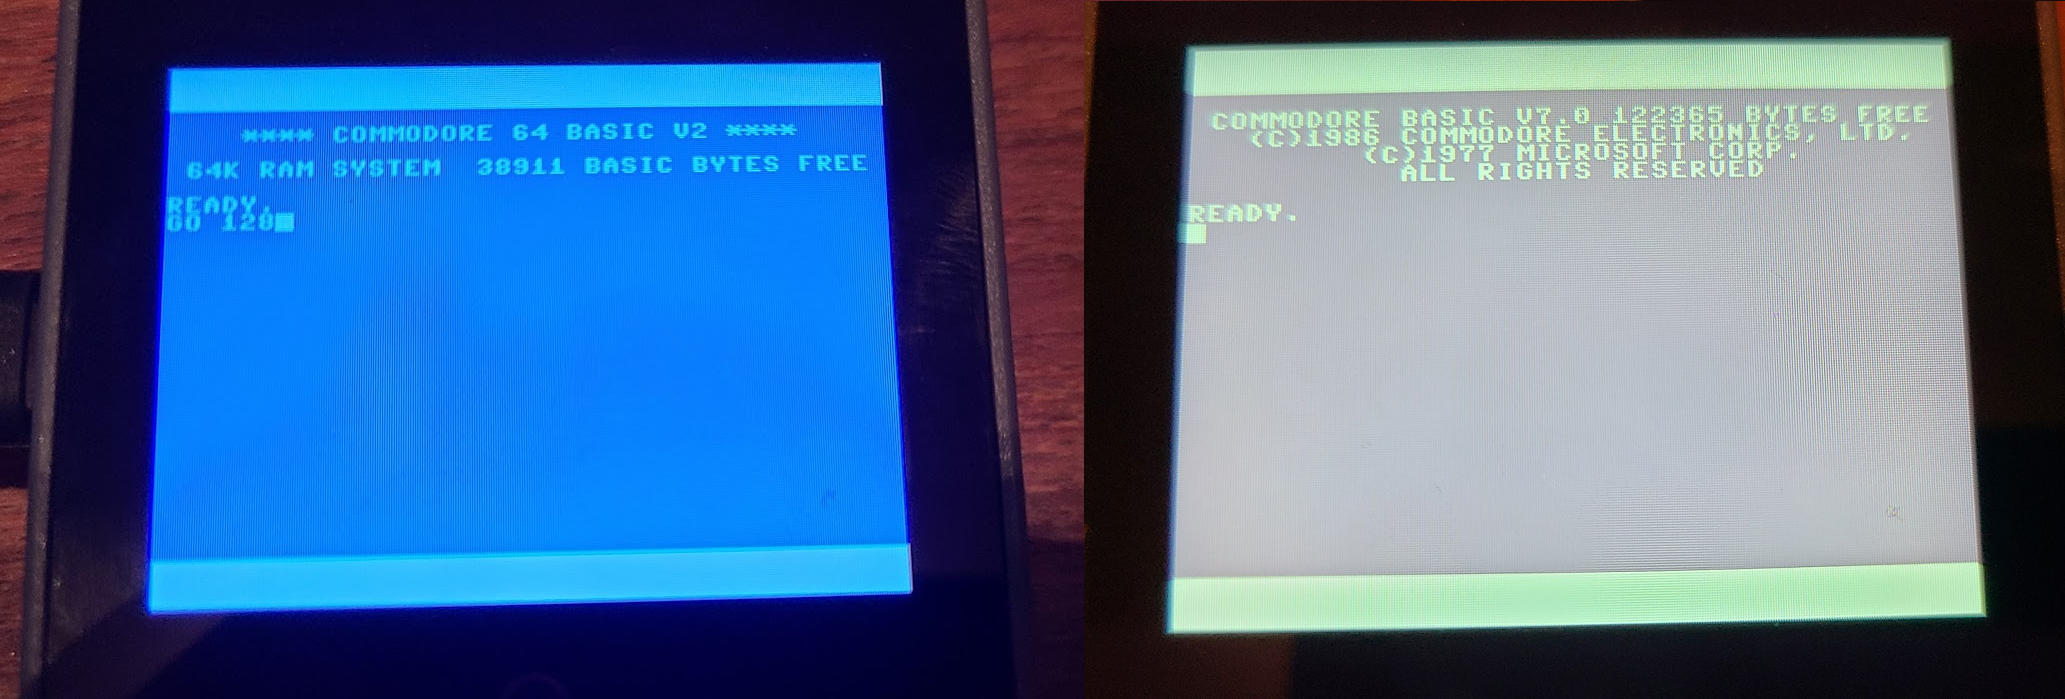 **** COMMODORE 64 BASIC V2 ****
64K RAM SYSTEM  38911 BASIC BYTES FREE
READY.
GO 128
COMMODORE BASIC V7.0 122365 BYTES FREE
(C)1986 COMMODORE ELECTRONICS, LTD.
(C)1977 MICROSOFT CORP.
ALL RIGHTS RESERVED
READY.